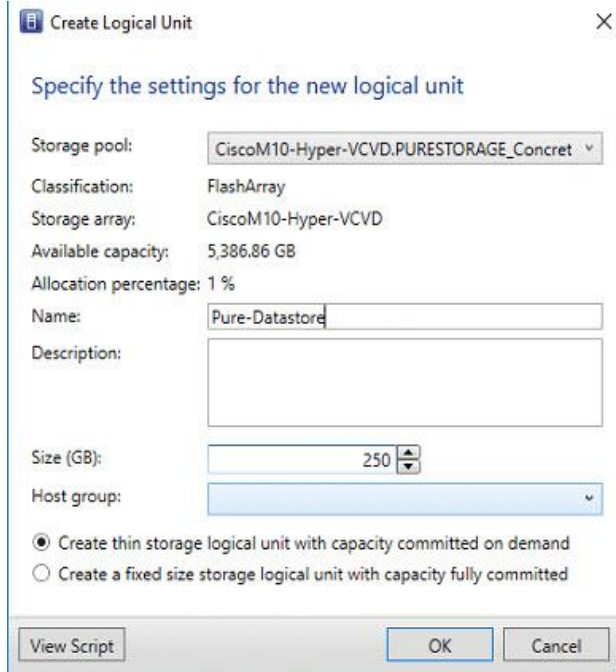 Create Logical Unit
Specify the settings for the new logical unit
Storage pool: CiscoM10-Hyper-VCVD.PURESTORAGE_Concret
Classification: FlashArray
Storage array: CiscoM10-Hyper-VCVD
Available capacity: 5,386.86 GB
Allocation percentage: 1 %
Name: Pure-Datastore
Description:
Size (GB): 250
Host group:
Create thin storage logical unit with capacity committed on demand
Create a fixed size storage logical unit with capacity fully committed
View Script OK Cancel